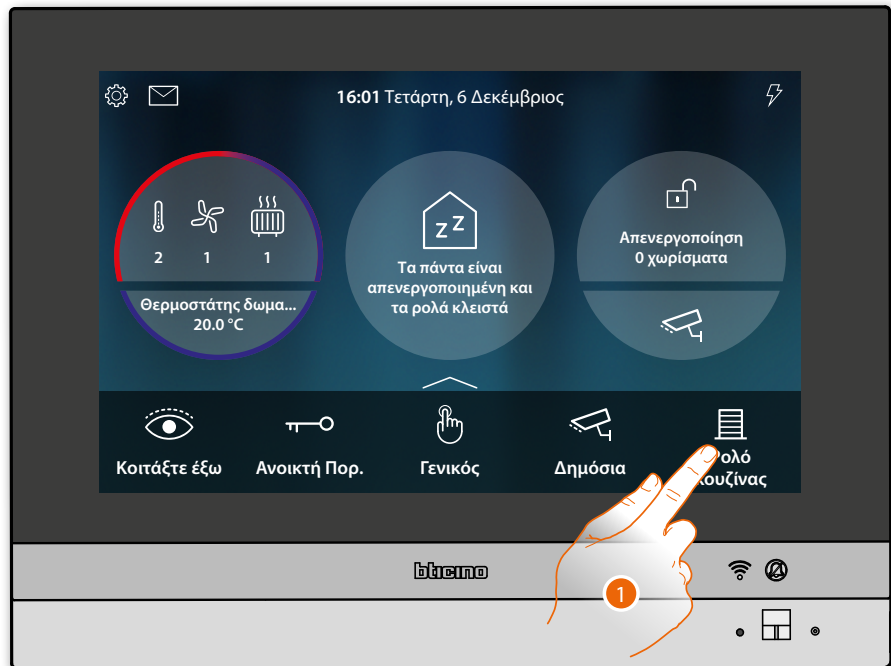 16:01 Τετάρτη, 6 Δεκέμβριος
2 1 1
Θερμοστάτης δωμα...
20.0 °C
Τα πάντα είναι
απενεργοποιημένη και
τα ρολά κλειστά
Απενεργοποίηση
0 χωρίσματα
Κοιτάξτε έξω
Ανοικτή Πορ.
Γενικός
Δημόσια
Ρολό
κουζίνας
bticino
1